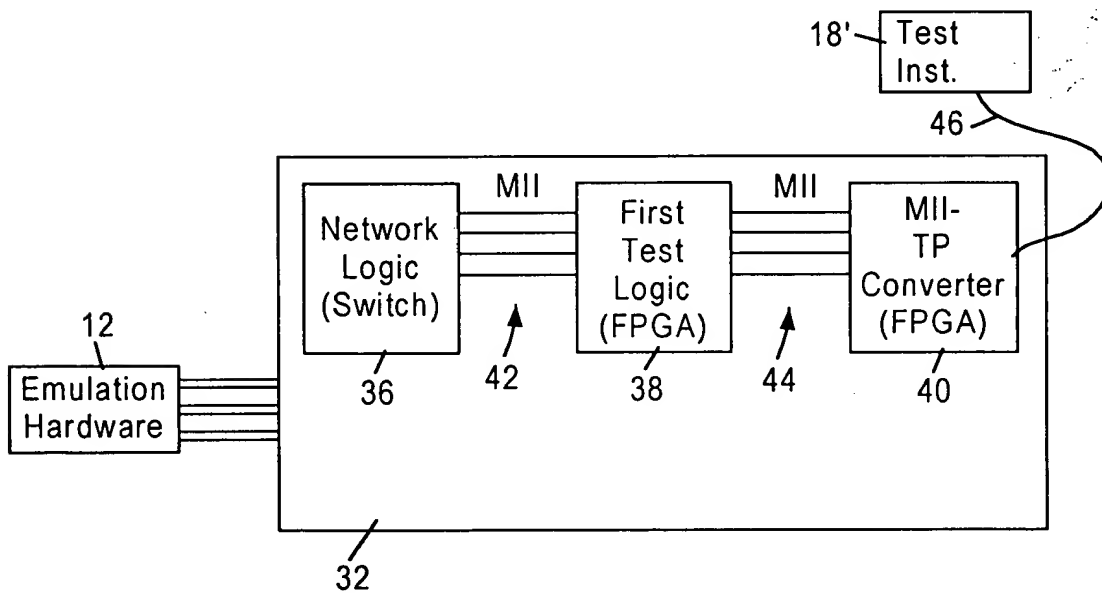 18'
Test
Inst.
46
MII
MII
Network
Logic
(Switch)
First
Test
Logic
(FPGA)
MII-
TP
Converter
(FPGA)
12
Emulation
Hardware
36
42
38
44
40
32